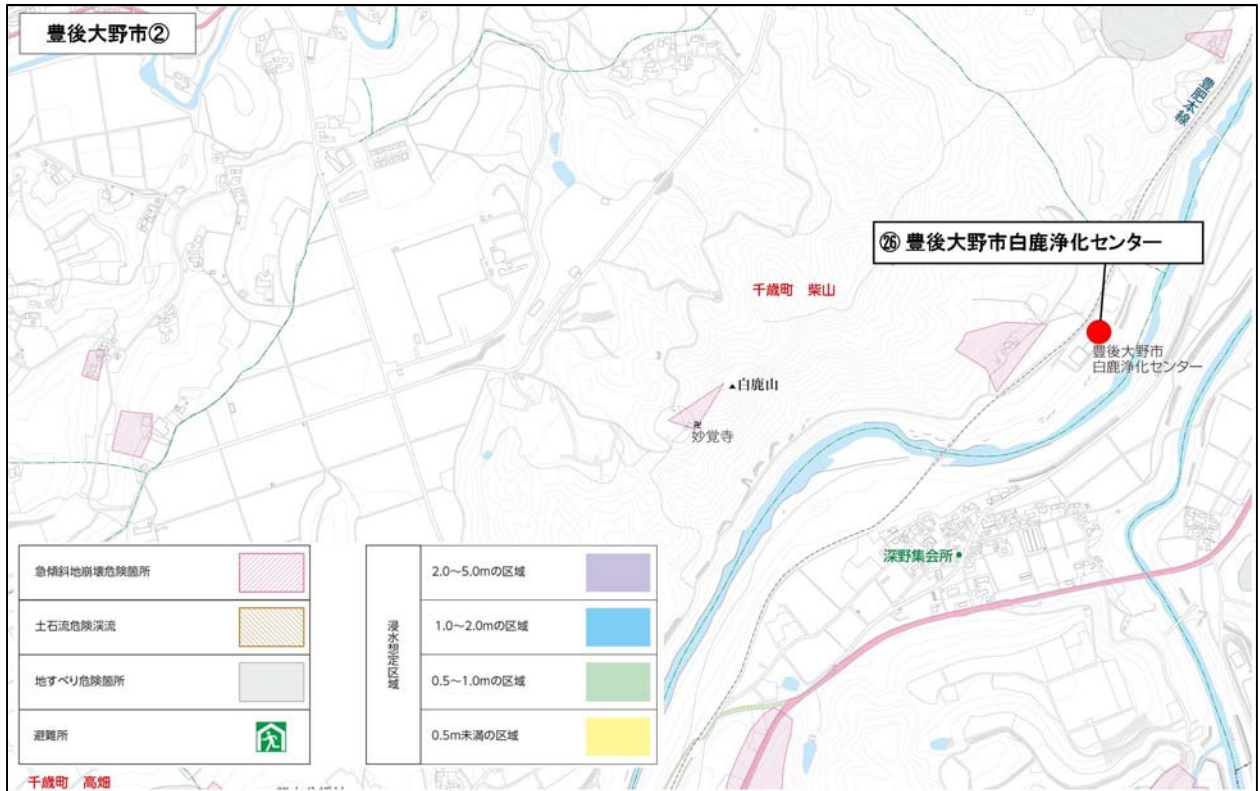 豊後大野市②
豊肥本線
㉖ 豊後大野市白鹿浄化センター
千歳町 柴山
豊後大野市
白鹿浄化センター
▲白鹿山
卍
妙覚寺
深野集会所
急傾斜地崩壊危険箇所
土石流危険渓流
地すべり危険箇所
避難所
浸水想定区域
2.0～5.0mの区域
1.0～2.0mの区域
0.5～1.0mの区域
0.5m未満の区域
千歳町 高畑